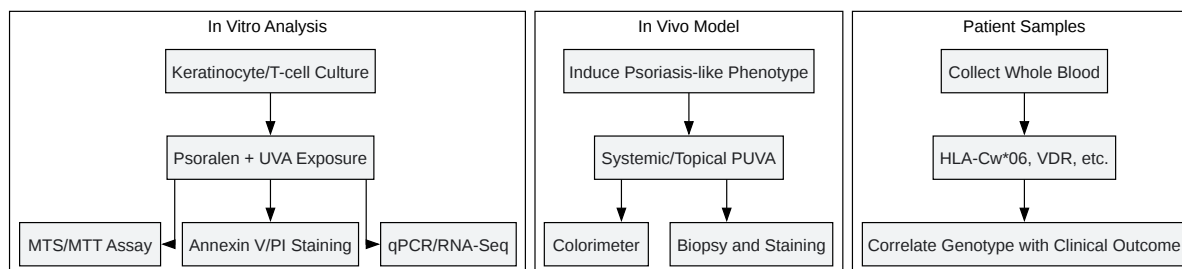 In Vitro Analysis
Keratinocyte/T-cell Culture
Psoralen + UVA Exposure
MTS/MTT Assay
Annexin V/PI Staining
qPCR/RNA-Seq
In Vivo Model
Induce Psoriasis-like Phenotype
Systemic/Topical PUVA
Colorimeter
Biopsy and Staining
Patient Samples
Collect Whole Blood
HLA-Cw*06, VDR, etc.
Correlate Genotype with Clinical Outcome